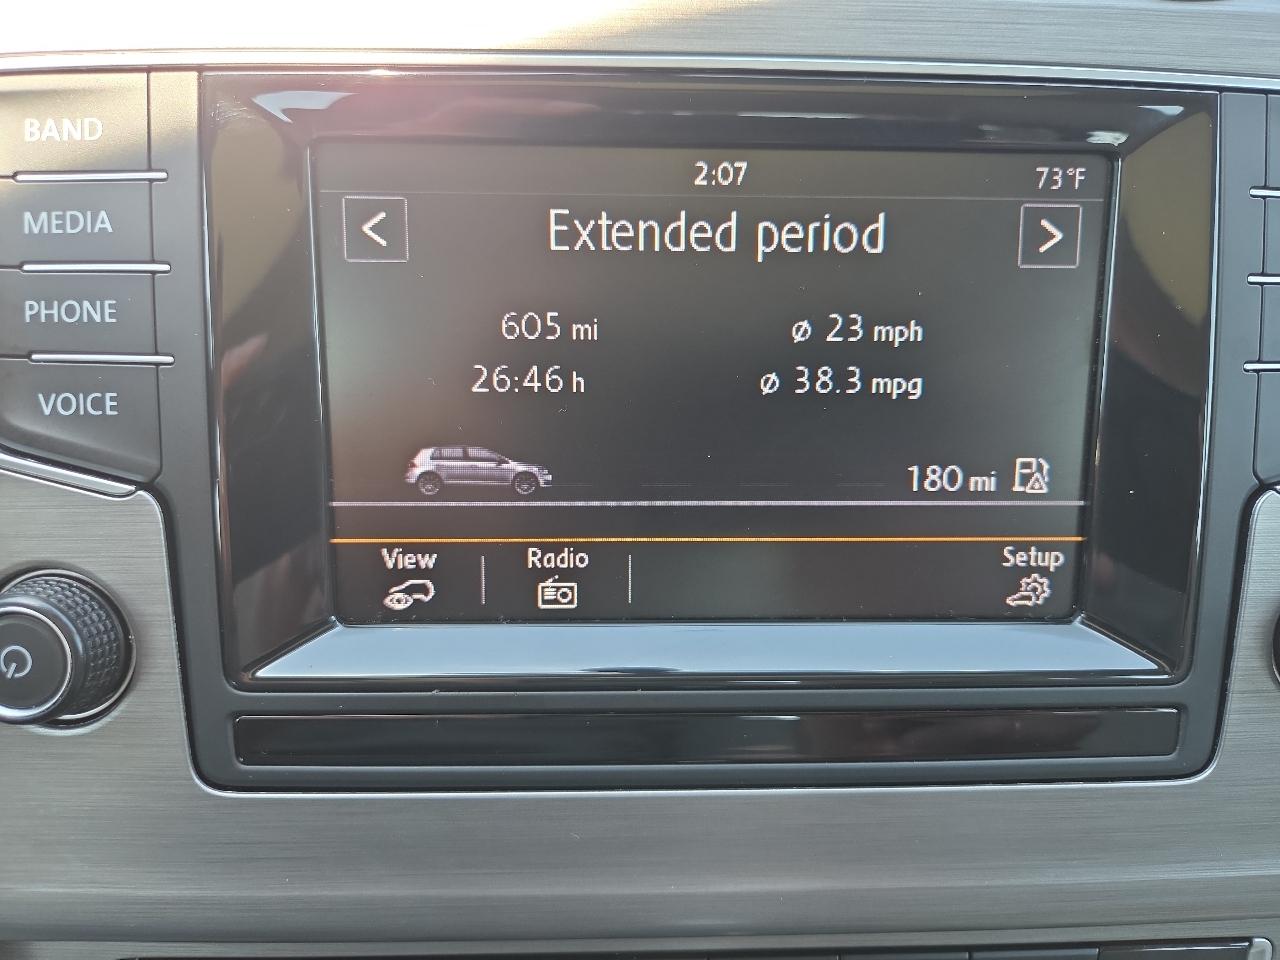 BAND
MEDIA
PHONE
VOICE
2:07
73°F
<
Extended period
>
605 mi
ø 23 mph
26:46 h
ø 38.3 mpg
180 mi
View
Radio
Setup